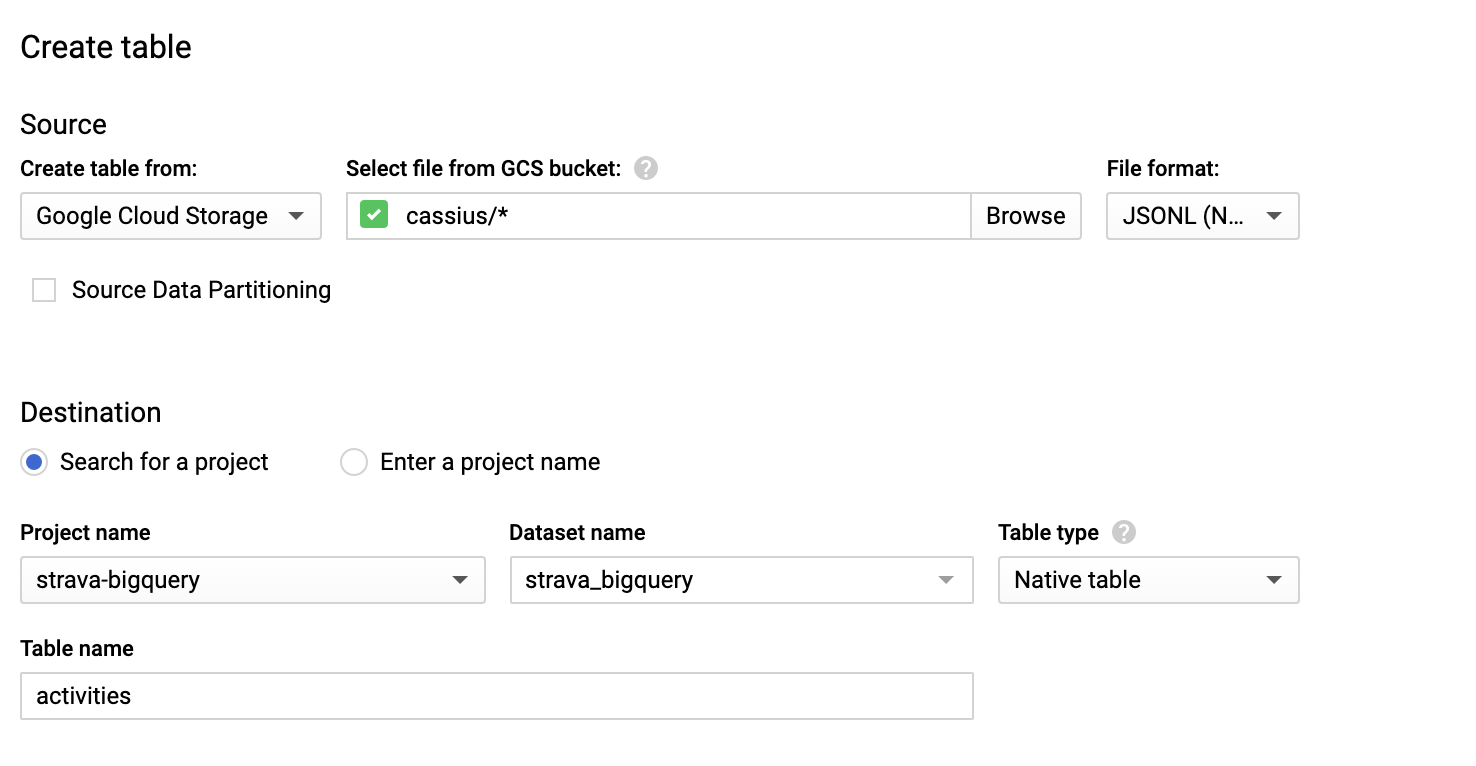 Create table
Source
Create table from: Select file from GCS bucket: ? File format:
Google Cloud Storage cassius/* Browse JSONL (N...
Source Data Partitioning
Destination
Search for a project Enter a project name
Project name Dataset name Table type ?
strava-bigquery strava_bigquery Native table
Table name
activities